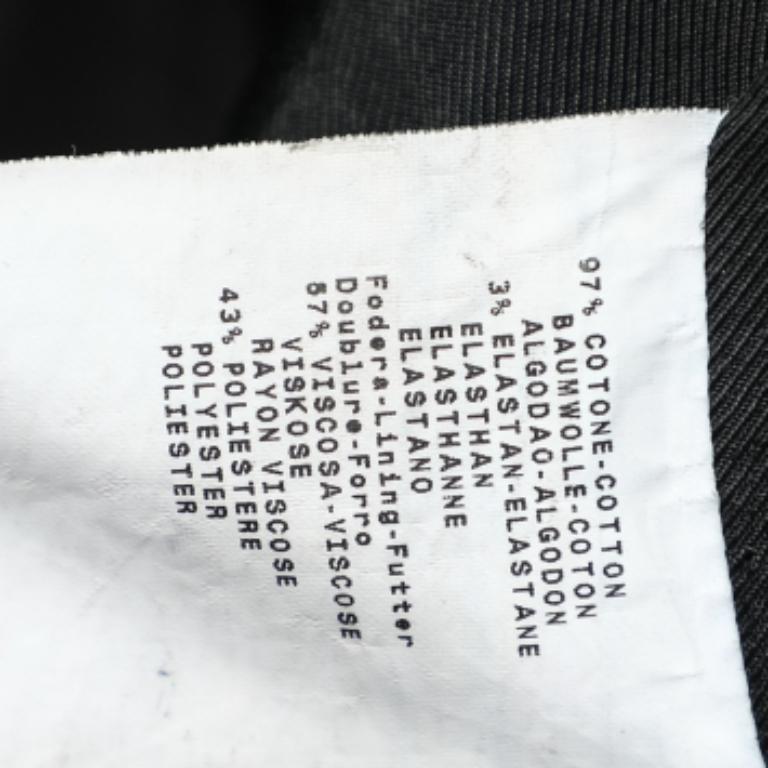 97% COTONE-COTTON
BAUMWOLLE-COTON
ALGODAO-ALGODON
3% ELASTAN-ELASTANE
ELASTHAN
ELASTHANNE
ELASTANO
Fodera-Lining-Futter
Doublure-Forro
57% VISCOSA-VISCOSE
VISKOSE
RAYON VISCOSE
43% POLIESTERE
POLYESTER
POLIESTER